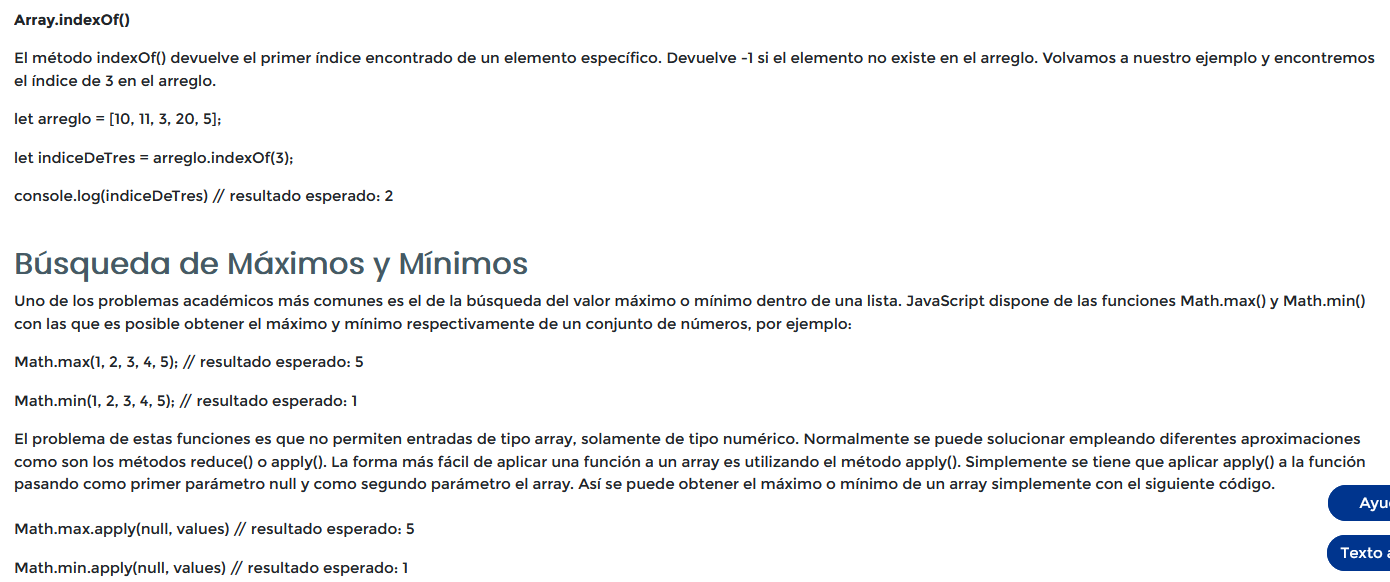 Array.indexOf()
El método indexOf() devuelve el primer índice encontrado de un elemento específico. Devuelve -1 si el elemento no existe en el arreglo. Volvamos a nuestro ejemplo y encontremos
el índice de 3 en el arreglo.
let arreglo = [10, 11, 3, 20, 5];
let indiceDeTres = arreglo.indexOf(3);
console.log(indiceDeTres) // resultado esperado: 2
Búsqueda de Máximos y Mínimos
Uno de los problemas académicos más comunes es el de la búsqueda del valor máximo o mínimo dentro de una lista. JavaScript dispone de las funciones Math.max() y Math.min()
con las que es posible obtener el máximo y mínimo respectivamente de un conjunto de números, por ejemplo:
Math.max(1, 2, 3, 4, 5); // resultado esperado: 5
Math.min(1, 2, 3, 4, 5); // resultado esperado: 1
El problema de estas funciones es que no permiten entradas de tipo array, solamente de tipo numérico. Normalmente se puede solucionar empleando diferentes aproximaciones
como son los métodos reduce() o apply(). La forma más fácil de aplicar una función a un array es utilizando el método apply(). Simplemente se tiene que aplicar apply() a la función
pasando como primer parámetro null y como segundo parámetro el array. Así se puede obtener el máximo o mínimo de un array simplemente con el siguiente código.
Math.max.apply(null, values) // resultado esperado: 5
Math.min.apply(null, values) // resultado esperado: 1
Texto